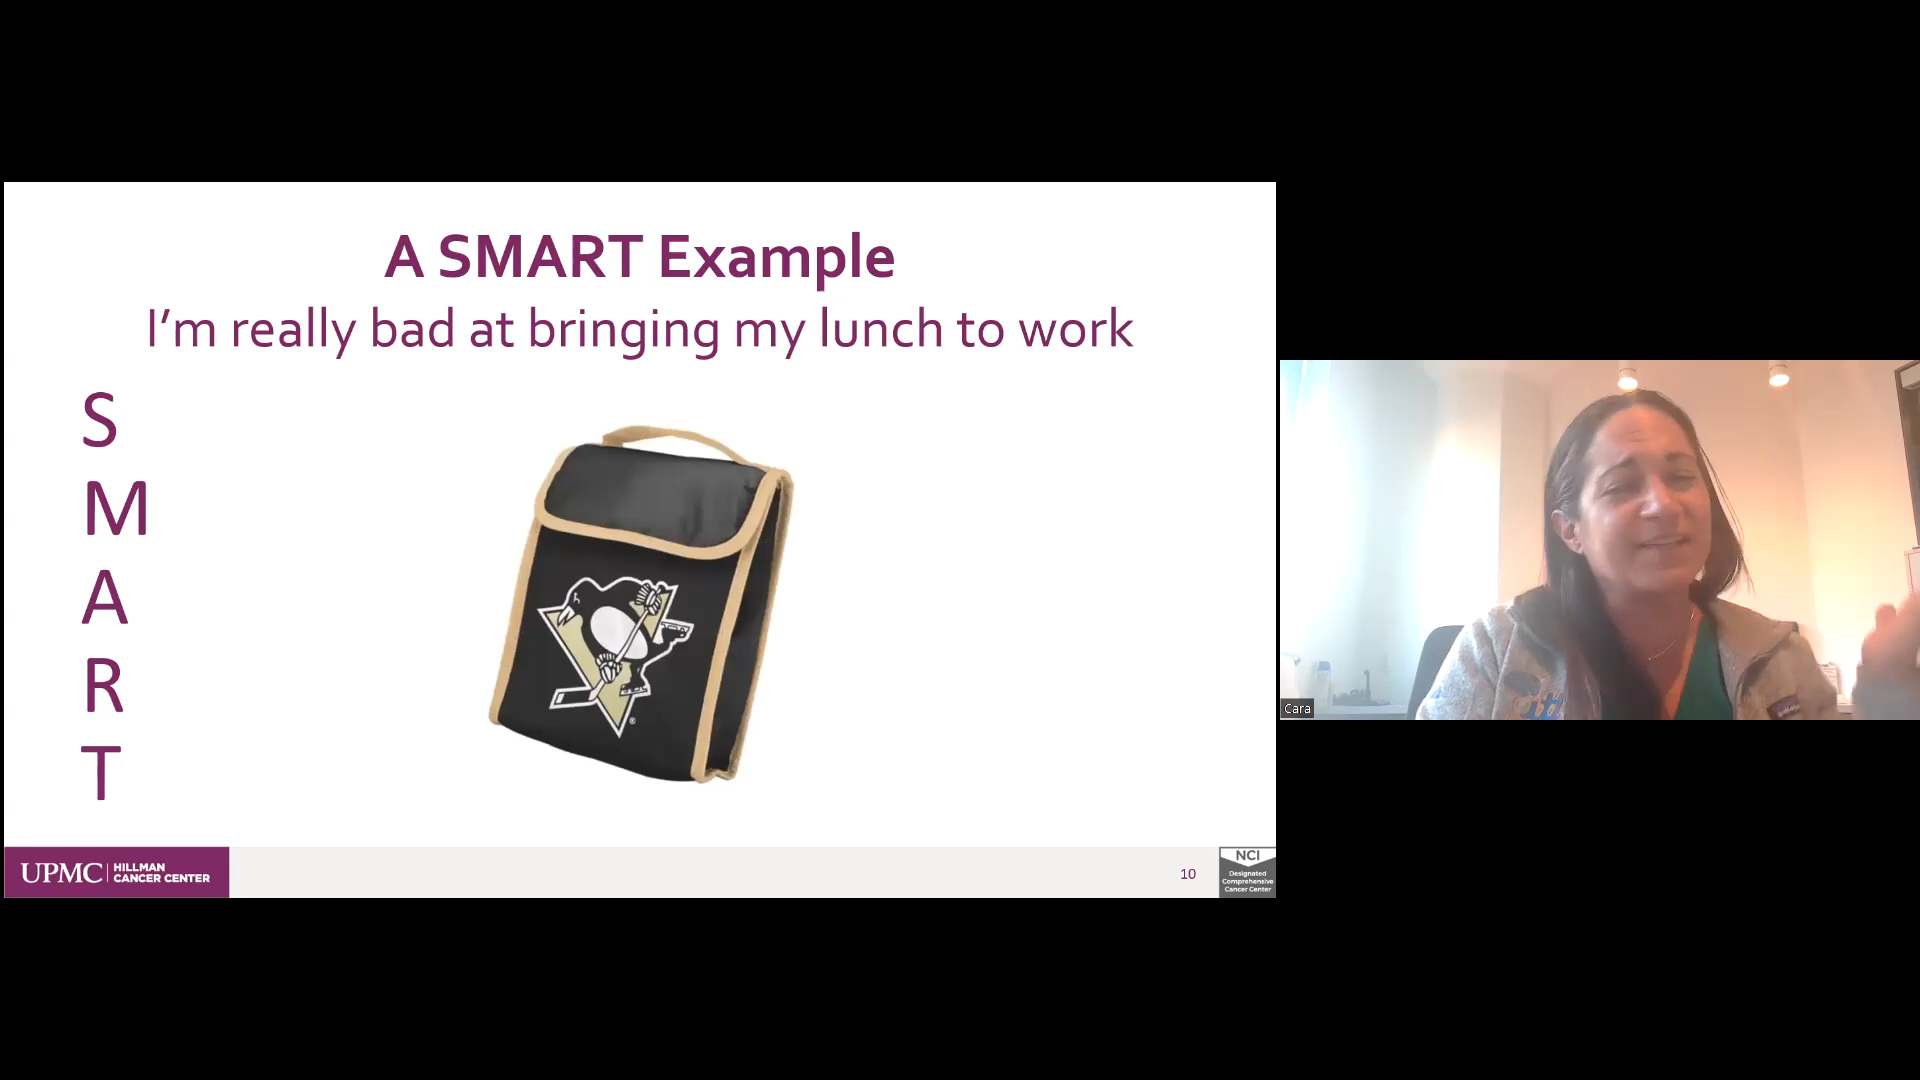 A SMART Example
I’m really bad at bringing my lunch to work
S
M
A
R
T
UPMC HILLMAN
CANCER CENTER
10
NCI
Designated
Comprehensive
Cancer Center
Cara